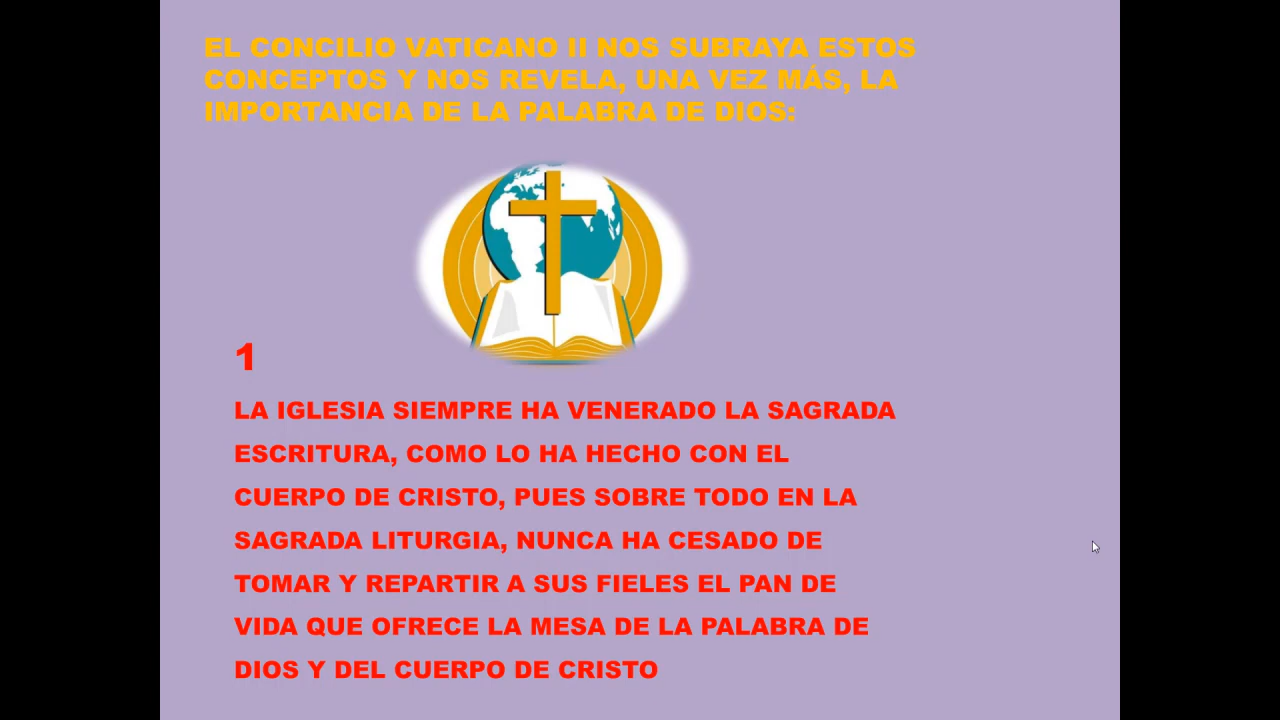 EL CONCILIO VATICANO II NOS SUBRAYA ESTOS
CONCEPTOS Y NOS REVELA, UNA VEZ MÁS, LA
IMPORTANCIA DE LA PALABRA DE DIOS:
1
LA IGLESIA SIEMPRE HA VENERADO LA SAGRADA
ESCRITURA, COMO LO HA HECHO CON EL
CUERPO DE CRISTO, PUES SOBRE TODO EN LA
SAGRADA LITURGIA, NUNCA HA CESADO DE
TOMAR Y REPARTIR A SUS FIELES EL PAN DE
VIDA QUE OFRECE LA MESA DE LA PALABRA DE
DIOS Y DEL CUERPO DE CRISTO